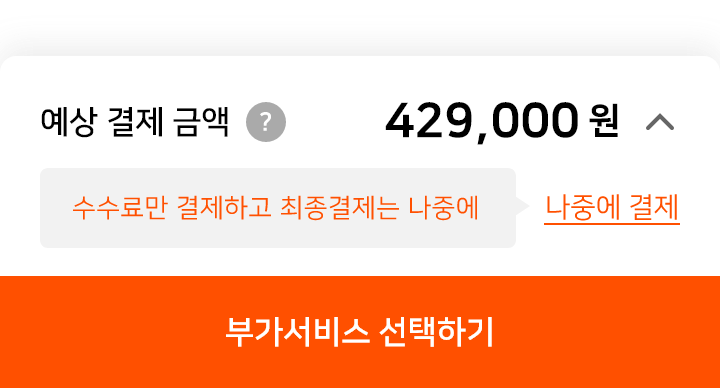 예상 결제 금액 ? 429,000 원
수수료만 결제하고 최종결제는 나중에 나중에 결제
부가서비스 선택하기